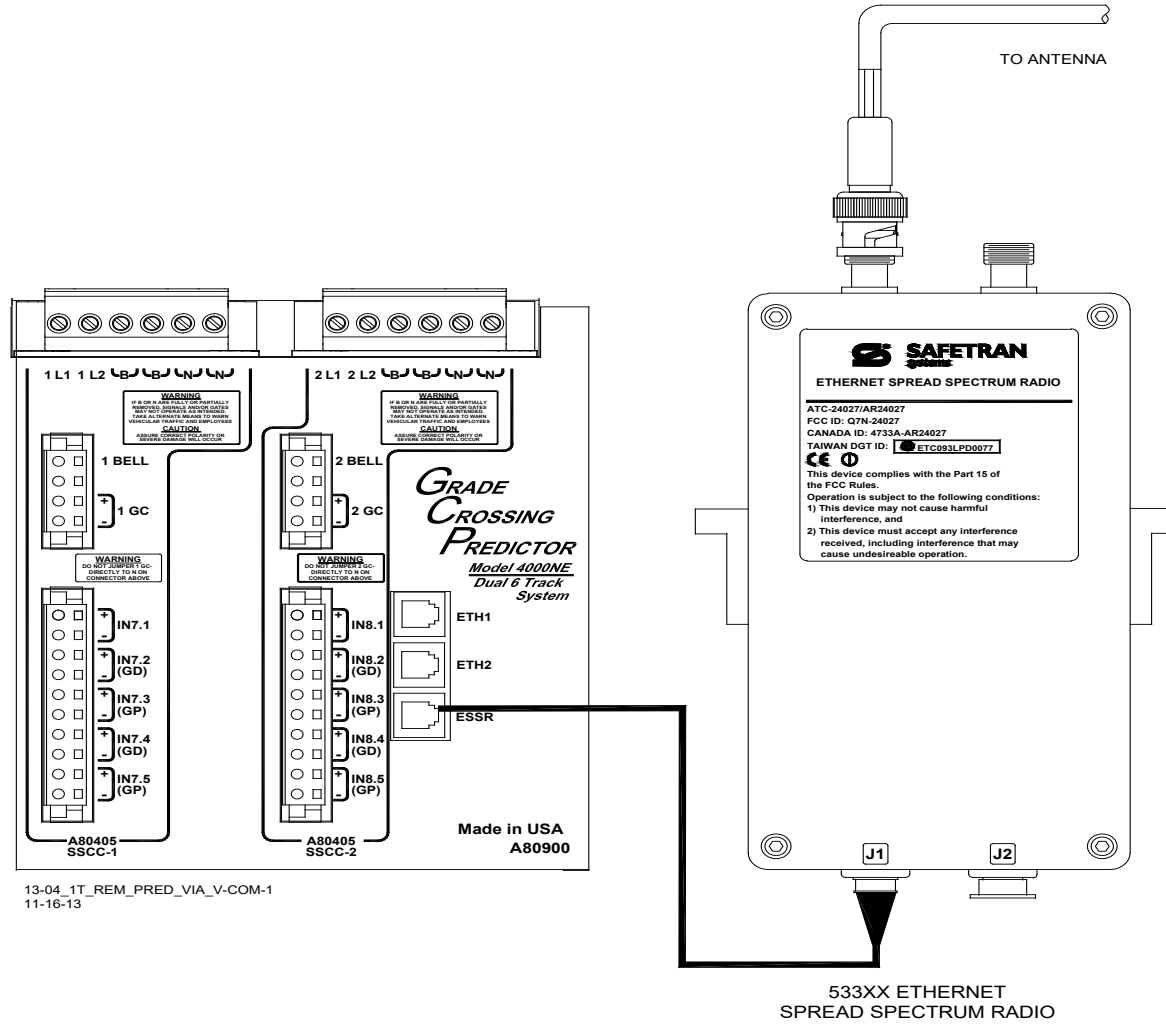 TO ANTENNA
1 L1 1 L2 B B N N
WARNING
IF B OR N ARE FULLY OR PARTIALLY
REMOVED, SIGNALS AND/OR GATES
MAY NOT OPERATE AS INTENDED.
TAKE ALTERNATE MEANS TO WARN
VEHICULAR TRAFFIC AND EMPLOYEES
CAUTION
ASSURE CORRECT POLARITY OR
SEVERE DAMAGE WILL OCCUR
1 BELL
+
1 GC
-
WARNING
DO NOT JUMPER 1 GC-
DIRECTLY TO N ON
CONNECTOR ABOVE
+
IN7.1
-
+
IN7.2
(GD)
-
+
IN7.3
(GP)
-
+
IN7.4
(GD)
-
+
IN7.5
(GP)
-
A80405
SSCC-1
2 L1 2 L2 B B N N
WARNING
IF B OR N ARE FULLY OR PARTIALLY
REMOVED, SIGNALS AND/OR GATES
MAY NOT OPERATE AS INTENDED.
TAKE ALTERNATE MEANS TO WARN
VEHICULAR TRAFFIC AND EMPLOYEES
CAUTION
ASSURE CORRECT POLARITY OR
SEVERE DAMAGE WILL OCCUR
2 BELL
+
2 GC
-
WARNING
DO NOT JUMPER 2 GC-
DIRECTLY TO N ON
CONNECTOR ABOVE
+
IN8.1
-
+
IN8.2
(GD)
-
+
IN8.3
(GP)
-
+
IN8.4
(GD)
-
+
IN8.5
(GP)
-
A80405
SSCC-2
GRADE
CROSSING
PREDICTOR
Model 4000NE
Dual 6 Track
System
ETH1
ETH2
ESSR
Made in USA
A80900
13-04_1T_REM_PRED_VIA_V-COM-1
11-16-13
SAFETRAN
systems
ETHERNET SPREAD SPECTRUM RADIO
ATC-24027/AR24027
FCC ID: Q7N-24027
CANADA ID: 4733A-AR24027
TAIWAN DGT ID: ETC093LPD0077
CE
This device complies with the Part 15 of
the FCC Rules.
Operation is subject to the following conditions:
1) This device may not cause harmful
interference, and
2) This device must accept any interference
received, including interference that may
cause undesireable operation.
J1
J2
533XX ETHERNET
SPREAD SPECTRUM RADIO